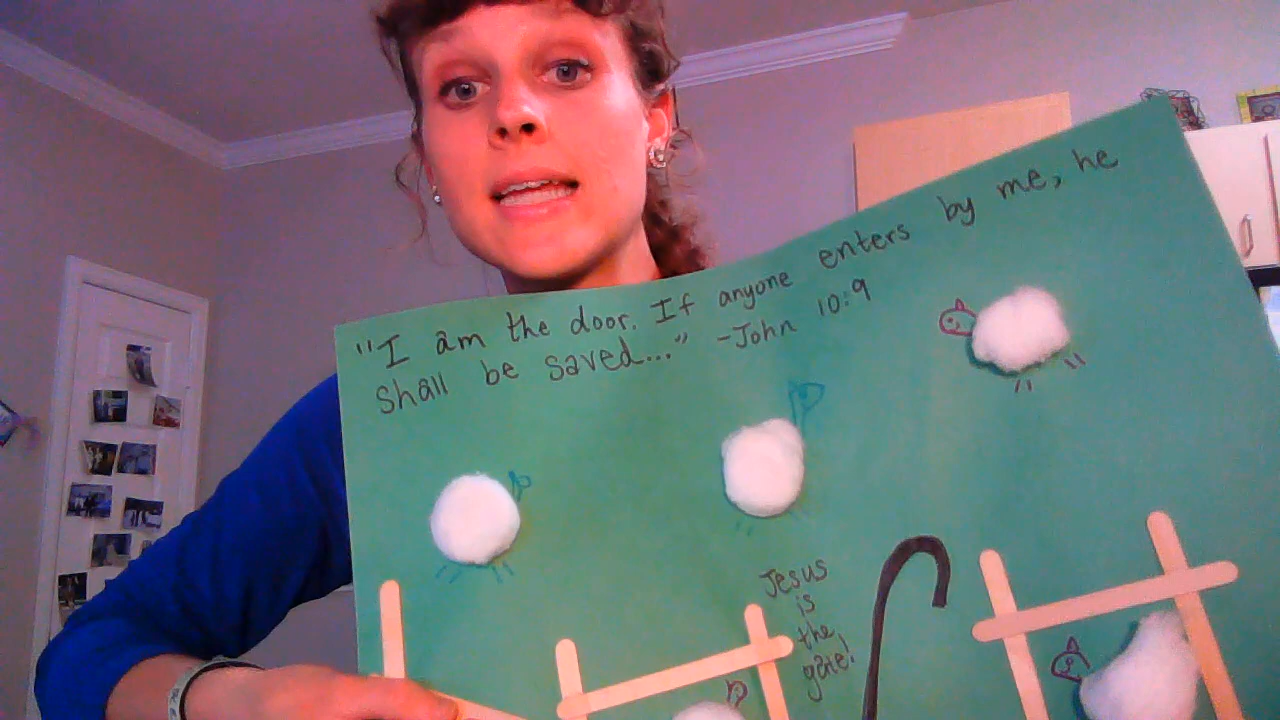 "I am the door. If anyone enters by me, he
shall be saved..." -John 10:9
Jesus
is
the
gate!